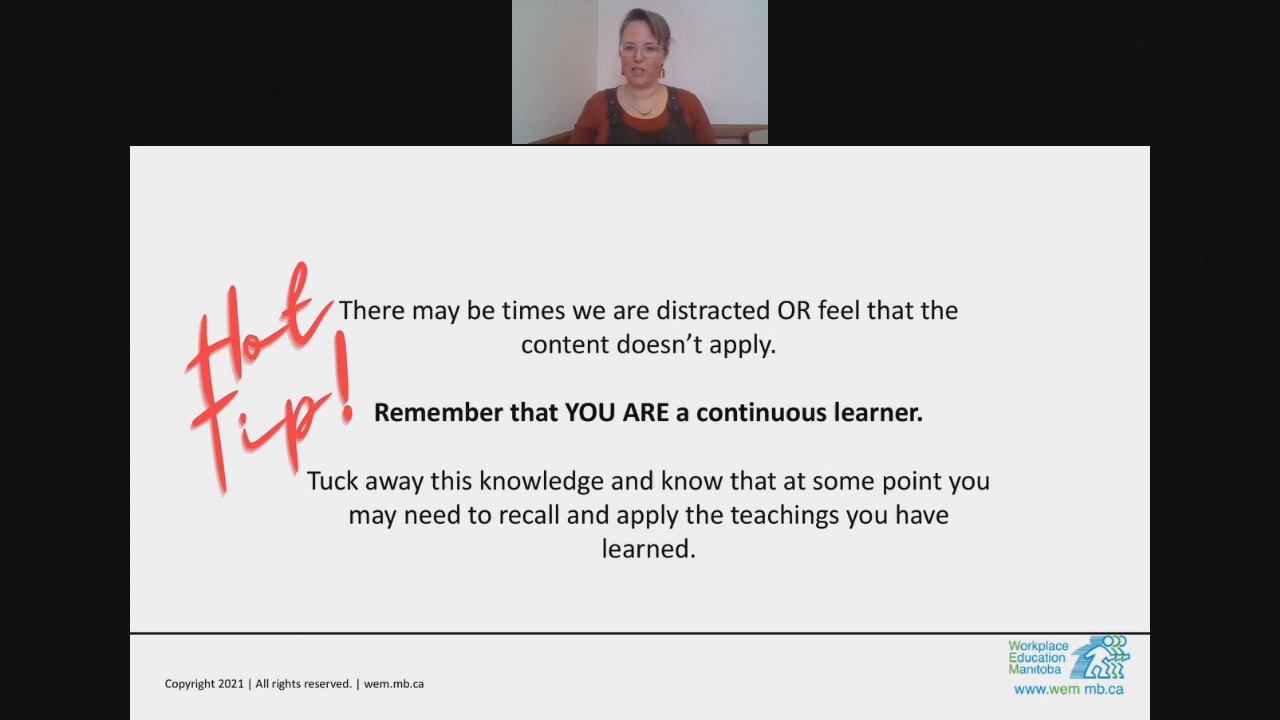 Hot
Tip!
There may be times we are distracted OR feel that the
content doesn't apply.
Remember that YOU ARE a continuous learner.
Tuck away this knowledge and know that at some point you
may need to recall and apply the teachings you have
learned.
Copyright 2021 | All rights reserved. | wem.mb.ca
Workplace
Education
Manitoba
www.wem mb.ca